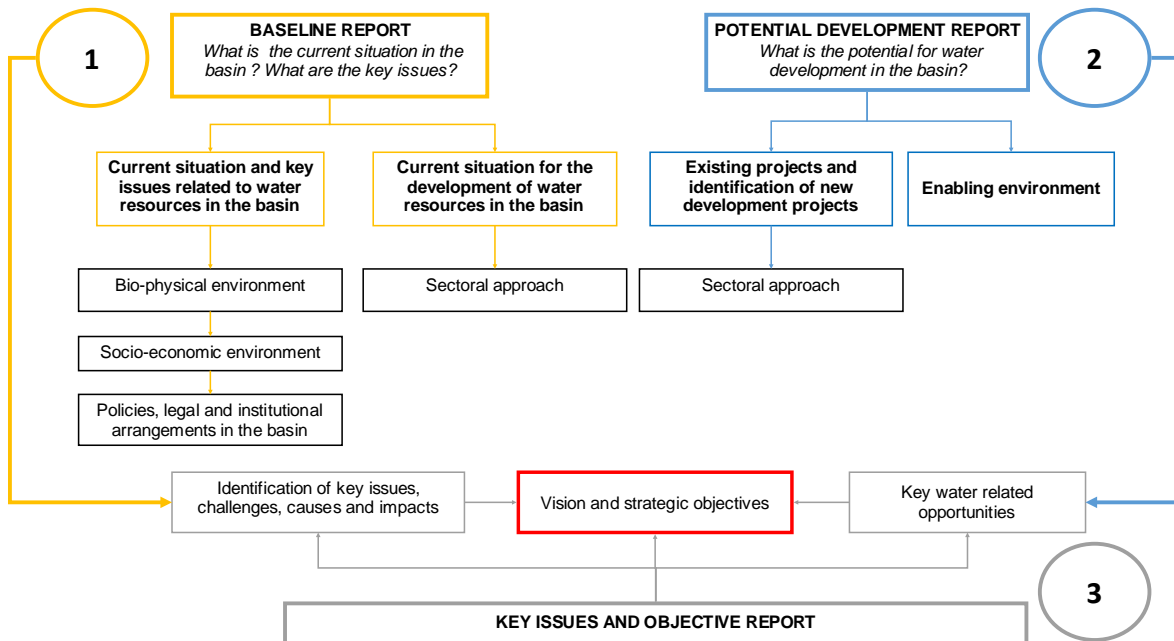 1
BASELINE REPORT
What is the current situation in the
basin ? What are the key issues?
POTENTIAL DEVELOPMENT REPORT
What is the potential for water
development in the basin?
2
Current situation and key
issues related to water
resources in the basin
Current situation for the
development of water
resources in the basin
Existing projects and
identification of new
development projects
Enabling environment
Bio-physical environment
Sectoral approach
Sectoral approach
Socio-economic environment
Policies, legal and institutional
arrangements in the basin
Identification of key issues,
challenges, causes and impacts
Vision and strategic objectives
Key water related
opportunities
3
KEY ISSUES AND OBJECTIVE REPORT